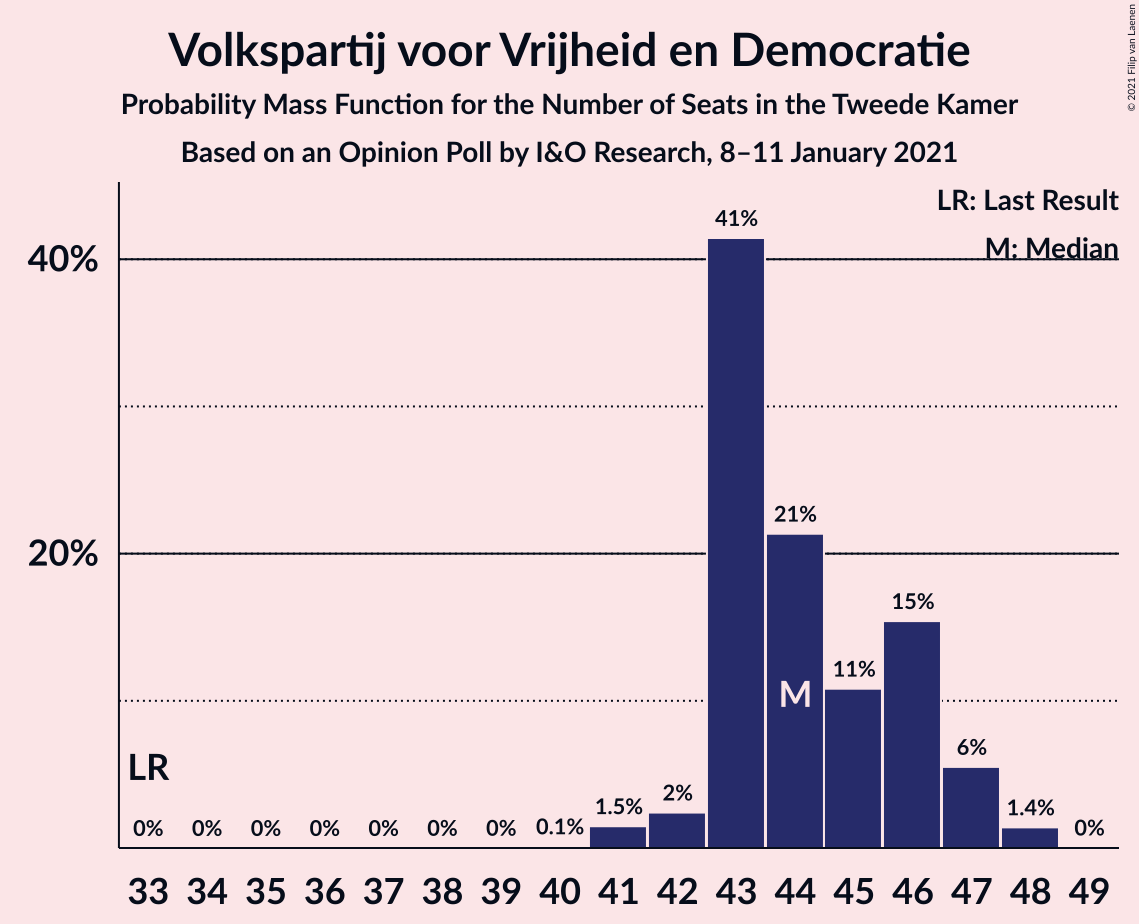 Volkspartij voor Vrijheid en Democratie
Probability Mass Function for the Number of Seats in the Tweede Kamer
Based on an Opinion Poll by I&O Research, 8–11 January 2021
© 2021 Filip van Laenen
LR: Last Result
M: Median
40%
20%
41%
21%
15%
11%
M
6%
LR
0% 0% 0% 0% 0% 0% 0% 0.1% 1.5% 2% 1.4% 0%
33 34 35 36 37 38 39 40 41 42 43 44 45 46 47 48 49